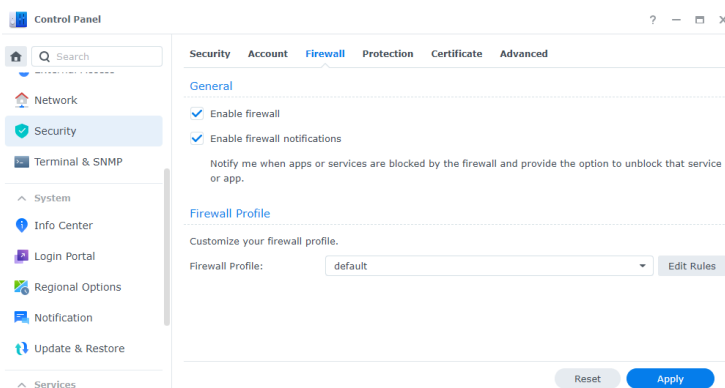 Control Panel
?
Search
Security Account Firewall Protection Certificate Advanced
General
Network
Enable firewall
Security
Enable firewall notifications
Terminal & SNMP
Notify me when apps or services are blocked by the firewall and provide the option to unblock that service
or app.
System
Firewall Profile
Info Center
Customize your firewall profile.
Login Portal
Firewall Profile: default Edit Rules
Regional Options
Notification
Update & Restore
Reset Apply
Services